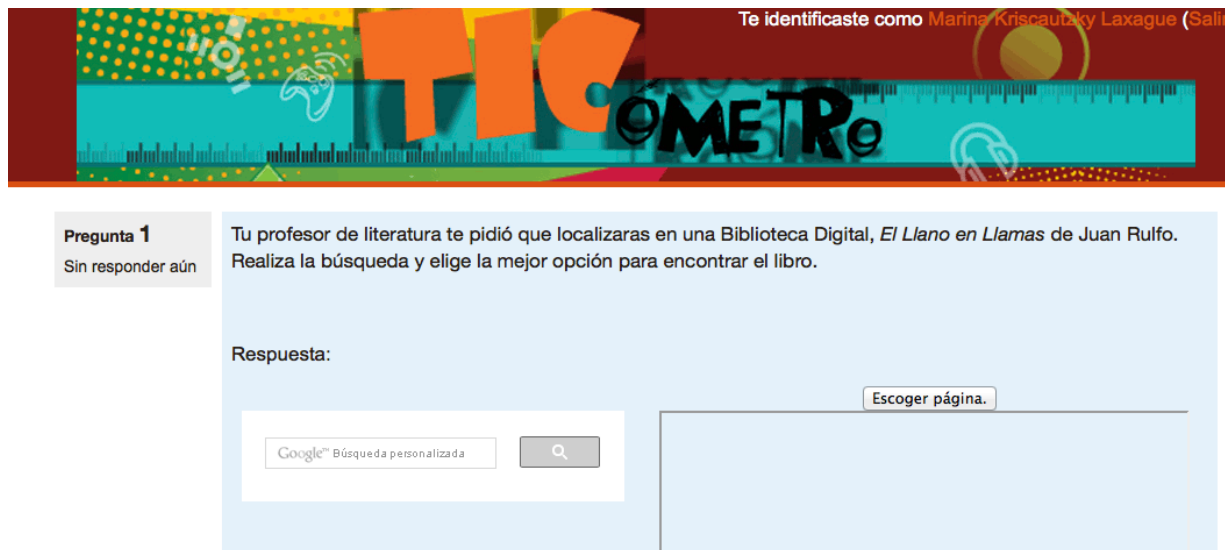 Te identificaste como Marina Kriscautzky Laxague (Salir
TICÓMETRO
Pregunta 1
Sin responder aún
Tu profesor de literatura te pidió que localizaras en una Biblioteca Digital, El Llano en Llamas de Juan Rulfo.
Realiza la búsqueda y elige la mejor opción para encontrar el libro.
Respuesta:
Escoger página.
Google™ Búsqueda personalizada